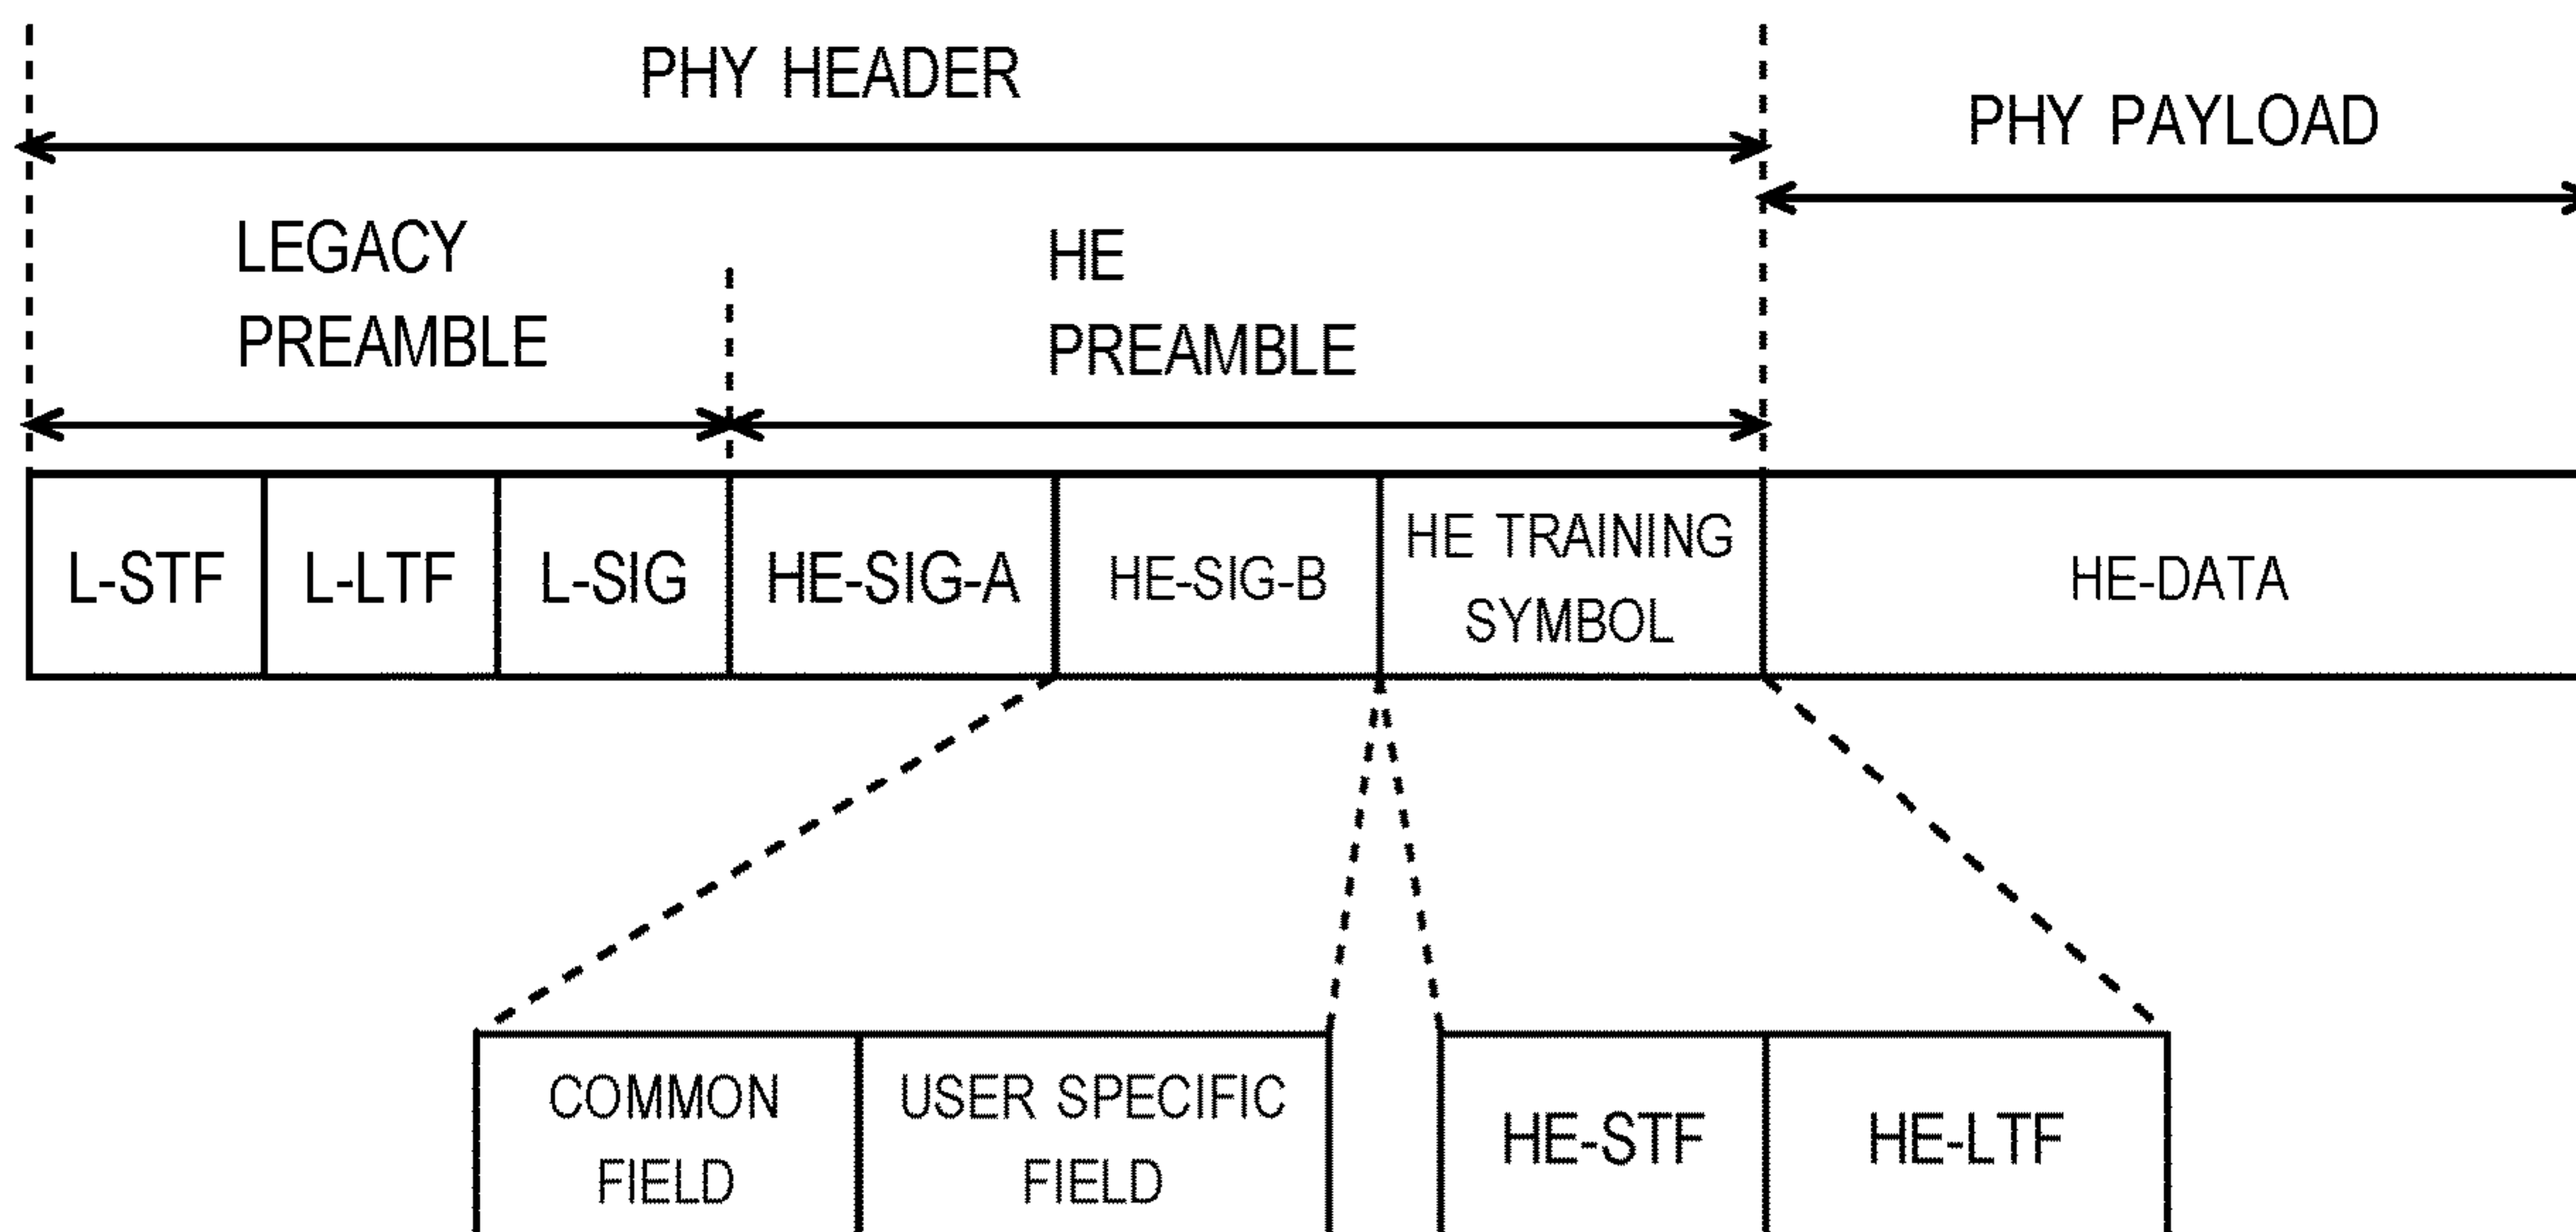 PHY HEADER
PHY PAYLOAD
LEGACY
PREAMBLE
HE
PREAMBLE
L-STF
L-LTF
L-SIG
HE-SIG-A
HE-SIG-B
HE TRAINING
SYMBOL
HE-DATA
COMMON
FIELD
USER SPECIFIC
FIELD
HE-STF
HE-LTF